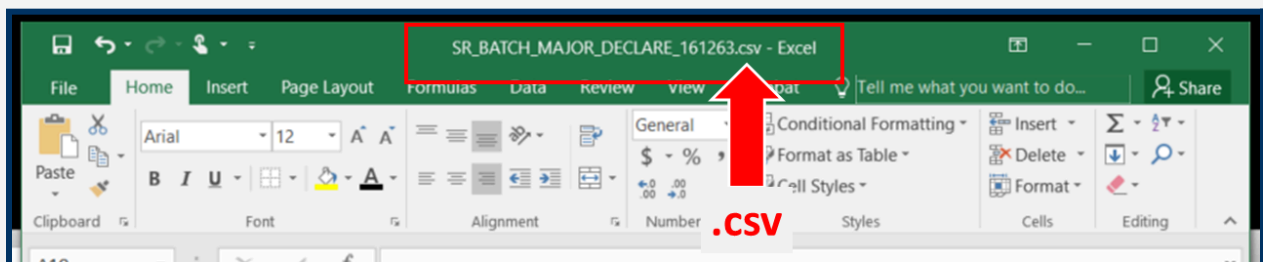 SR_BATCH_MAJOR_DECLARE_161263.csv - Excel
File Home Insert Page Layout Formulas Data Review View Tell me what you want to do... Share
Arial 12 A A General Conditional Formatting Insert Σ
Paste B I U A $ % , Format as Table Delete
Cell Styles Format
Clipboard Font Alignment Number Styles Cells Editing
.csv